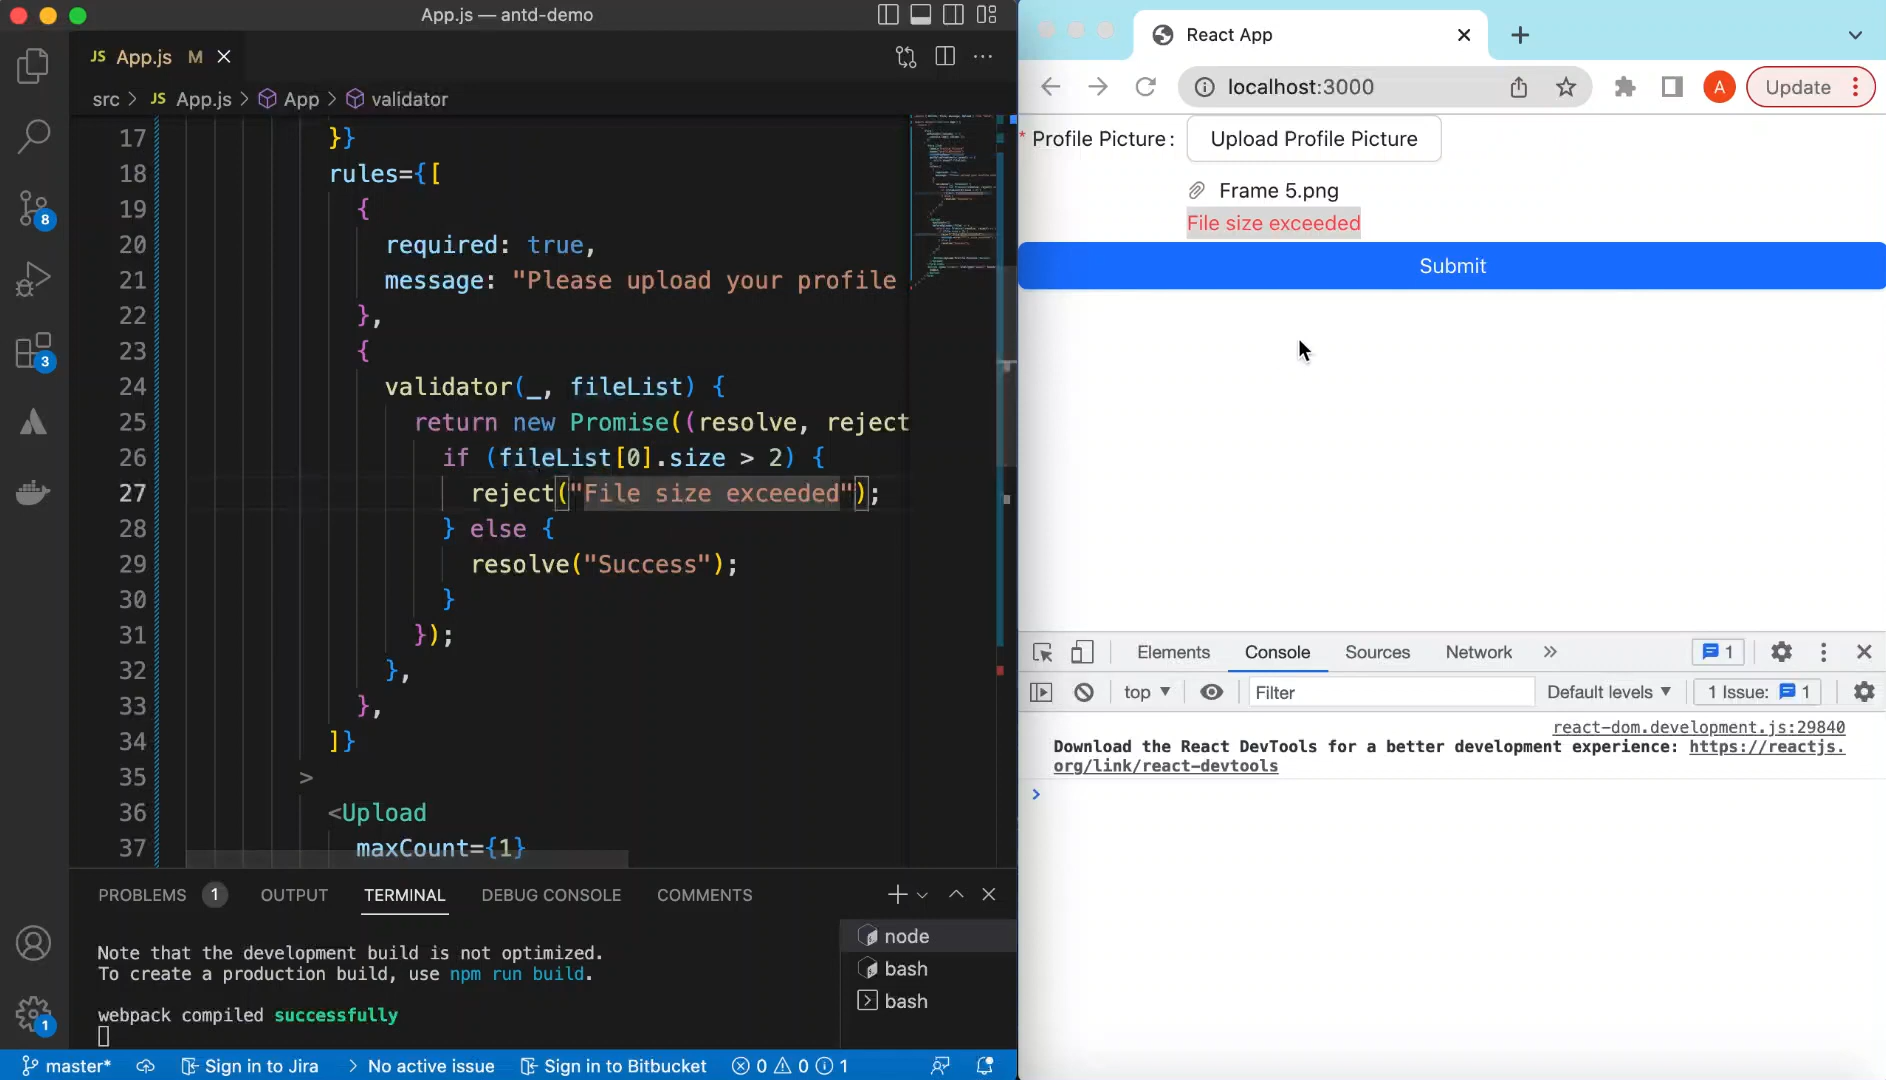 App.js — antd-demo
JS App.js M
src > JS App.js > App > validator
17 }}
18 rules={[
19 {
20 required: true,
21 message: "Please upload your profile
22 },
23 {
24 validator(_, fileList) {
25 return new Promise((resolve, reject
26 if (fileList[0].size > 2) {
27 reject("File size exceeded");
28 } else {
29 resolve("Success");
30 }
31 });
32 },
33 },
34 ]}
35 >
36 <Upload
37 maxCount={1}
8
3
1
PROBLEMS 1 OUTPUT TERMINAL DEBUG CONSOLE COMMENTS
Note that the development build is not optimized.
To create a production build, use npm run build.
webpack compiled successfully
node
bash
bash
master* Sign in to Jira > No active issue Sign in to Bitbucket 0 0 1
React App
localhost:3000
A
Update
* Profile Picture :
Upload Profile Picture
Frame 5.png
File size exceeded
Submit
Elements Console Sources Network » 1
top ▼ Filter Default levels ▼ 1 Issue: 1
react-dom.development.js:29840
Download the React DevTools for a better development experience: https://reactjs.
org/link/react-devtools
>